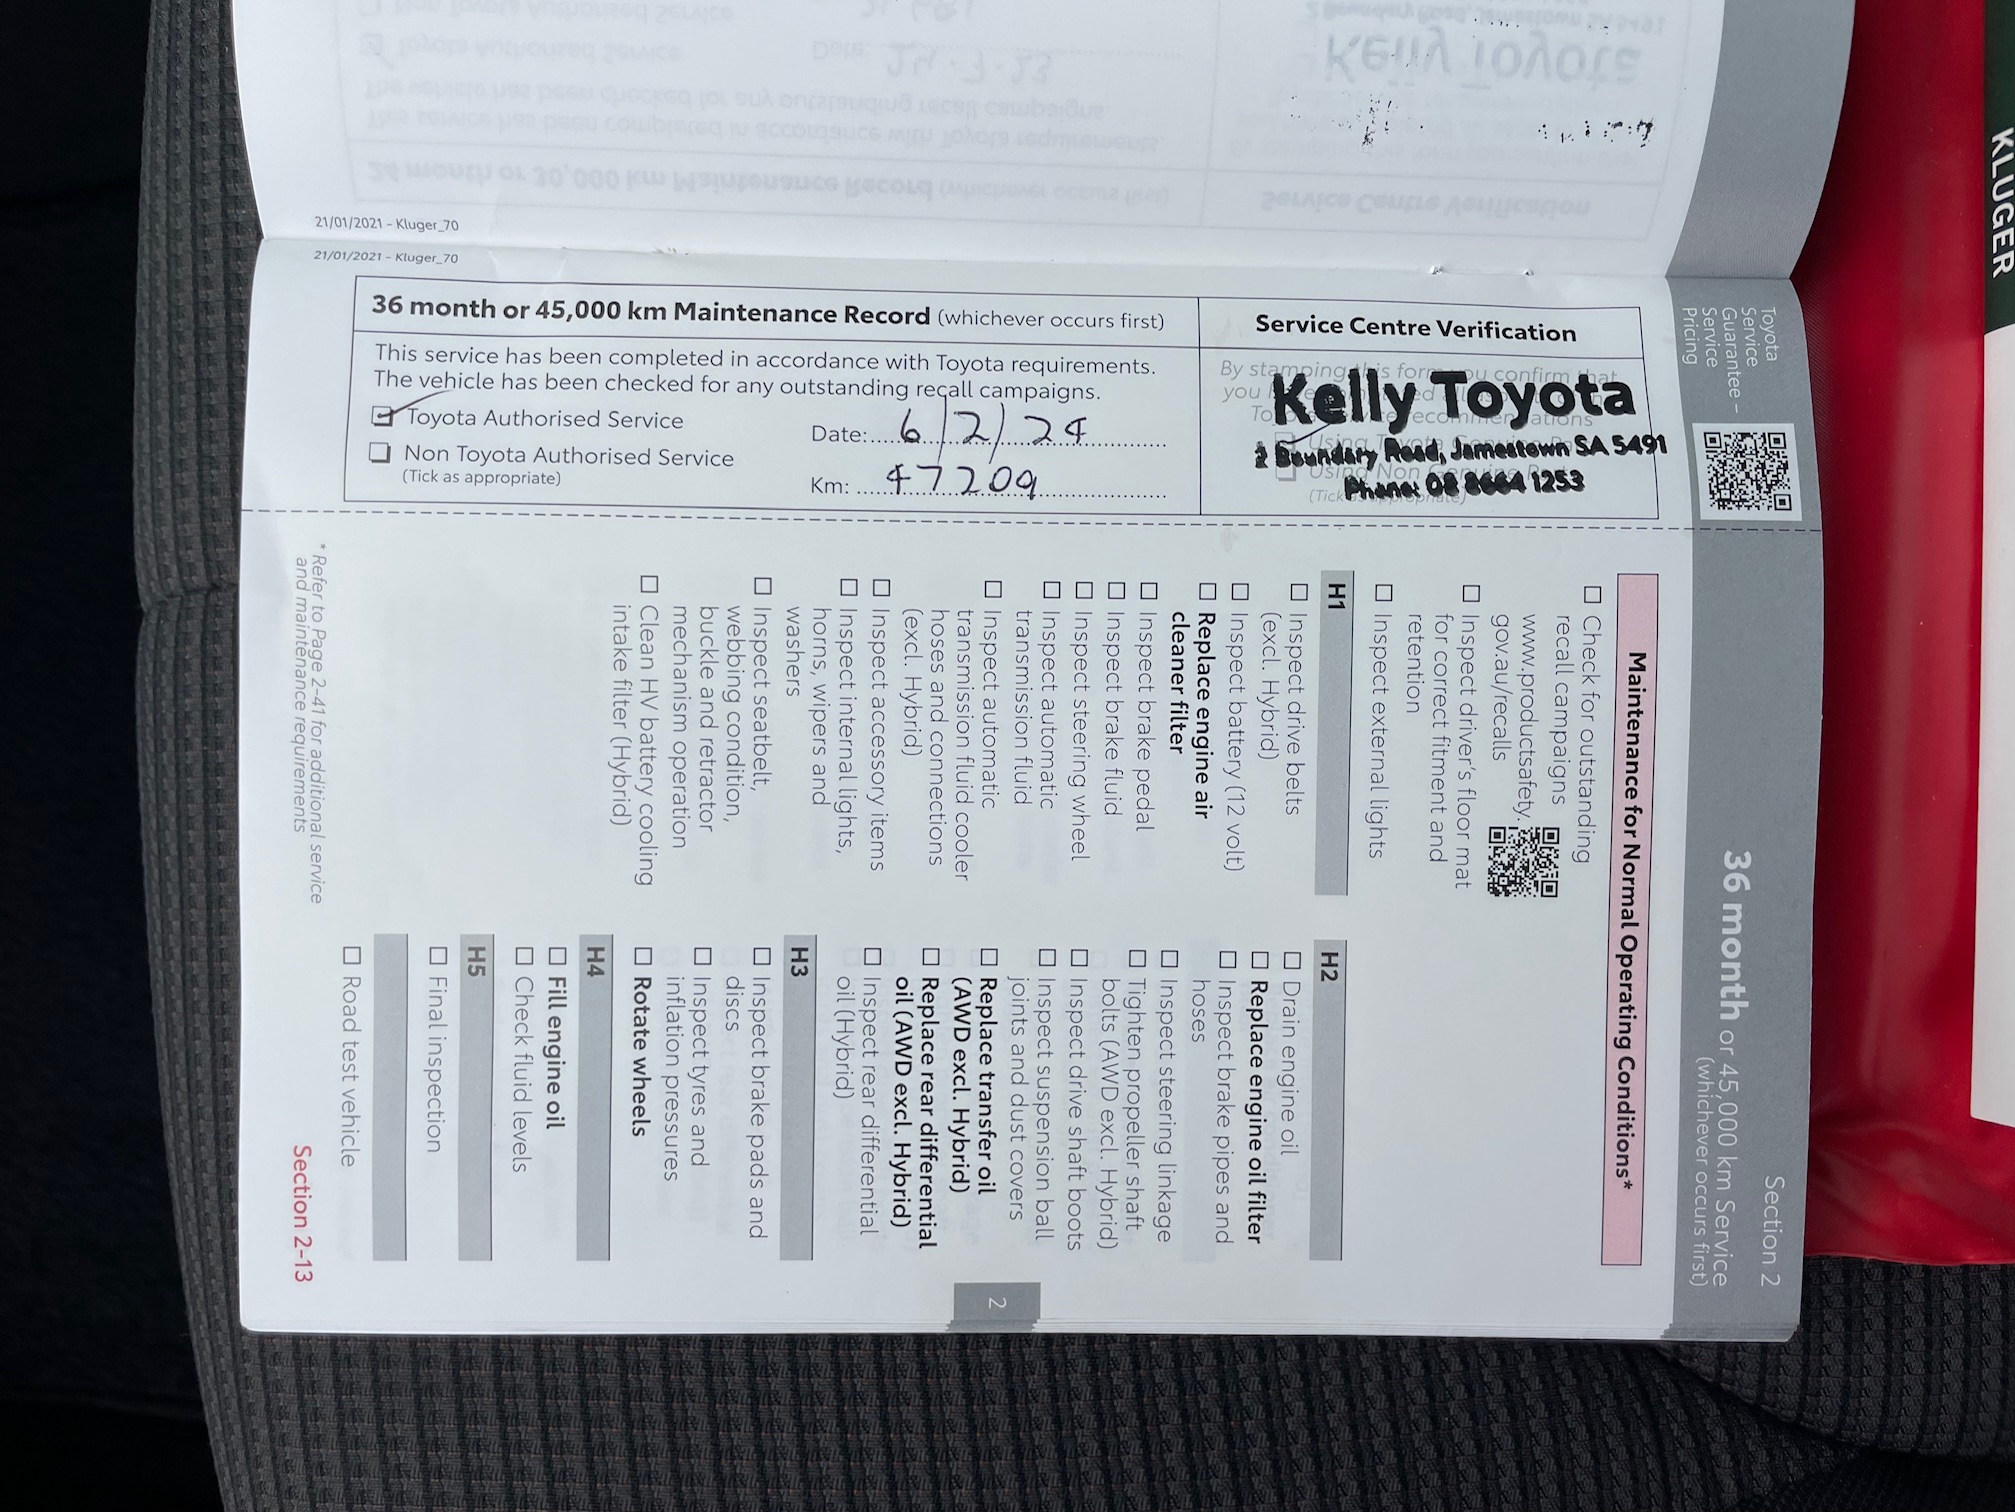 KLUGER
21/01/2021 – Kluger_70
21/01/2021 – Kluger_70
36 month or 45,000 km Maintenance Record (whichever occurs first)
This service has been completed in accordance with Toyota requirements.
The vehicle has been checked for any outstanding recall campaigns.
Toyota Authorised Service
Non Toyota Authorised Service
(Tick as appropriate)
Date: 6/2/24
Km: 47209
Service Centre Verification
By stamping this form you confirm that
Kelly Toyota
2 Boundary Road, Jamestown SA 5491
Phone: 08 8664 1253
Toyota
Service
Guarantee –
Service
Pricing
Section 2
36 month or 45,000 km Service
(whichever occurs first)
Maintenance for Normal Operating Conditions*
Check for outstanding
recall campaigns
www.productsafety.
gov.au/recalls
Inspect driver's floor mat
for correct fitment and
retention
Inspect external lights
H1
Inspect drive belts
(excl. Hybrid)
Inspect battery (12 volt)
Replace engine air
cleaner filter
Inspect brake pedal
Inspect brake fluid
Inspect steering wheel
Inspect automatic
transmission fluid
Inspect automatic
transmission fluid cooler
hoses and connections
(excl. Hybrid)
Inspect accessory items
Inspect internal lights,
horns, wipers and
washers
Inspect seatbelt,
webbing condition,
buckle and retractor
mechanism operation
Clean HV battery cooling
intake filter (Hybrid)
H2
Drain engine oil
Replace engine oil filter
Inspect brake pipes and
hoses
Inspect steering linkage
Tighten propeller shaft
bolts (AWD excl. Hybrid)
Inspect drive shaft boots
Inspect suspension ball
joints and dust covers
Replace transfer oil
(AWD excl. Hybrid)
Replace rear differential
oil (AWD excl. Hybrid)
Inspect rear differential
oil (Hybrid)
H3
Inspect brake pads and
discs
Inspect tyres and
inflation pressures
Rotate wheels
H4
Fill engine oil
Check fluid levels
H5
Final inspection
Road test vehicle
* Refer to Page 2-41 for additional service
and maintenance requirements
2
Section 2–13